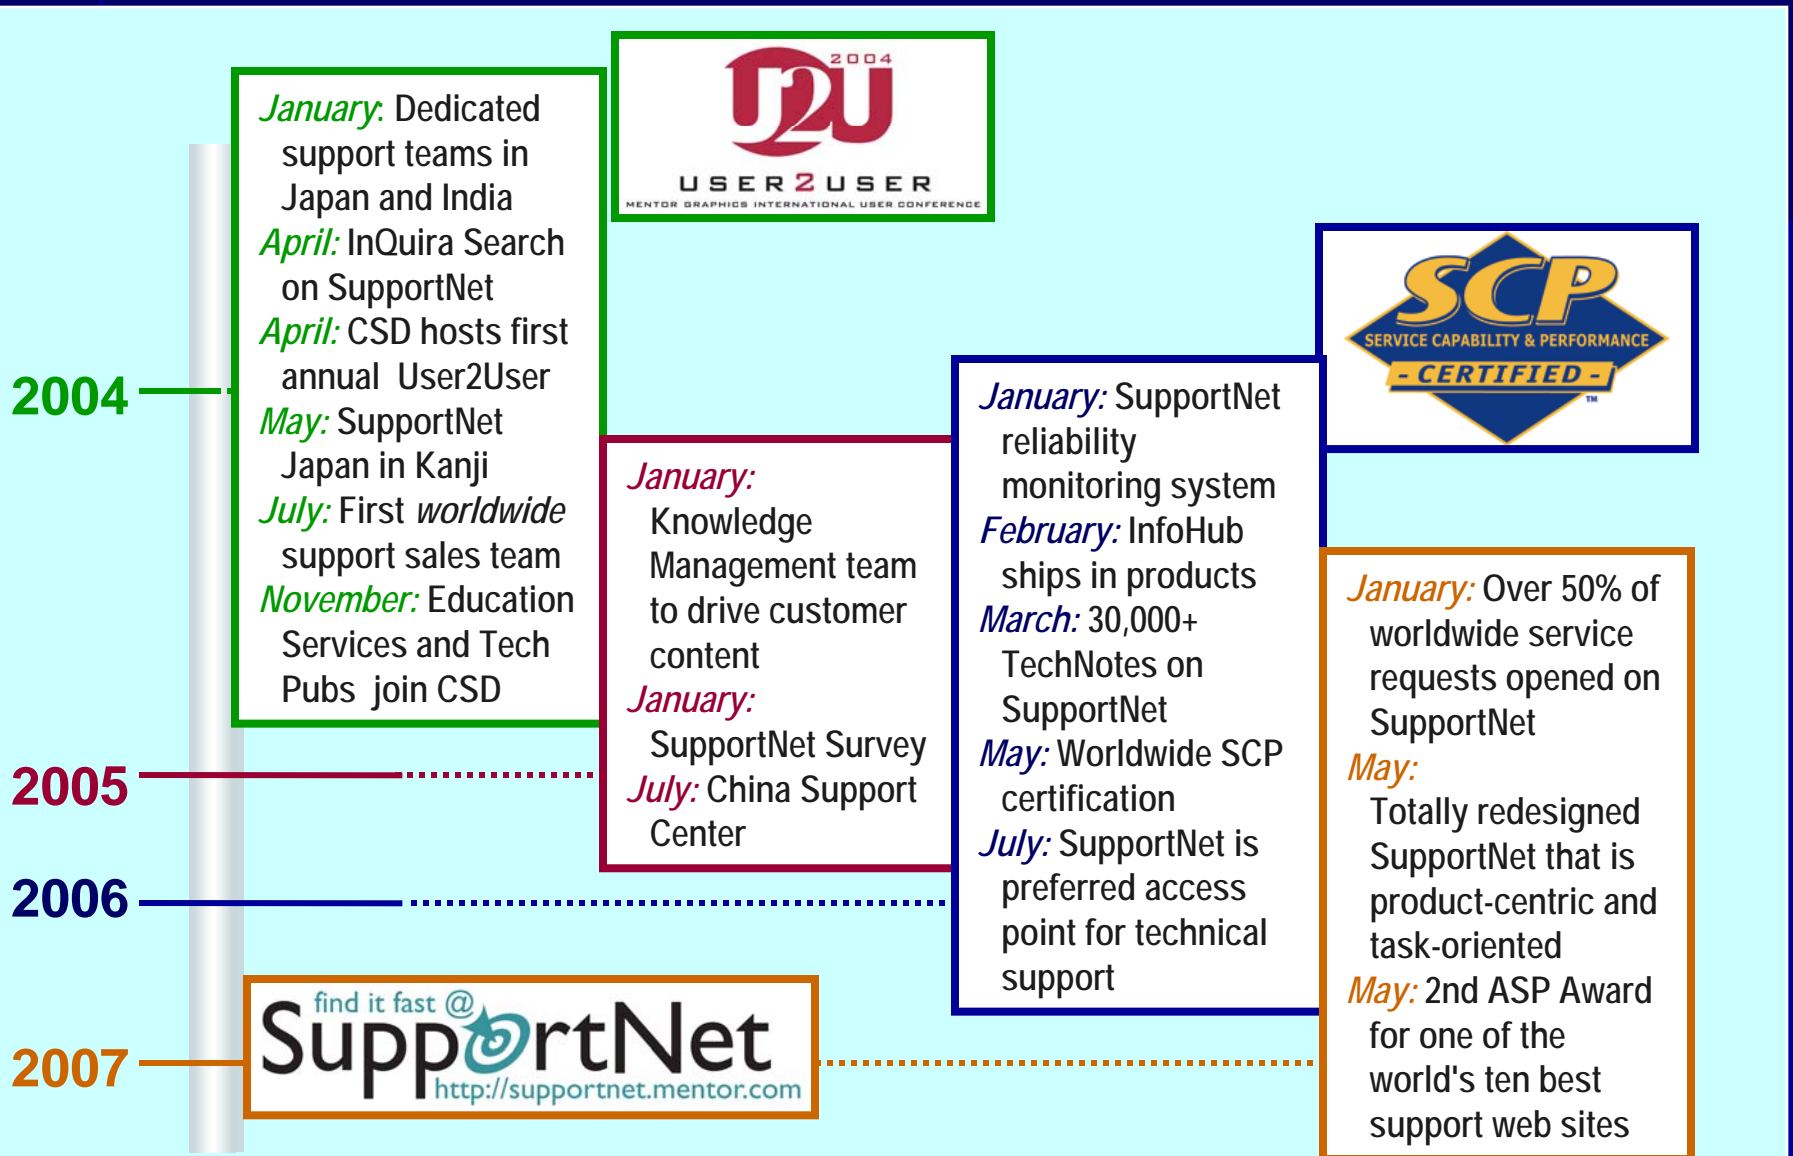 2004
January: Dedicated
support teams in
Japan and India
April: InQuira Search
on SupportNet
April: CSD hosts first
annual User2User
May: SupportNet
Japan in Kanji
July: First worldwide
support sales team
November: Education
Services and Tech
Pubs join CSD
2004
U2U
USER2USER
MENTOR GRAPHICS INTERNATIONAL USER CONFERENCE
2005
January:
Knowledge
Management team
to drive customer
content
January:
SupportNet Survey
July: China Support
Center
2006
January: SupportNet
reliability
monitoring system
February: InfoHub
ships in products
March: 30,000+
TechNotes on
SupportNet
May: Worldwide SCP
certification
July: SupportNet is
preferred access
point for technical
support
SCP
SERVICE CAPABILITY & PERFORMANCE
- CERTIFIED -
TM
2007
find it fast @
SupportNet
http://supportnet.mentor.com
January: Over 50% of
worldwide service
requests opened on
SupportNet
May:
Totally redesigned
SupportNet that is
product-centric and
task-oriented
May: 2nd ASP Award
for one of the
world's ten best
support web sites